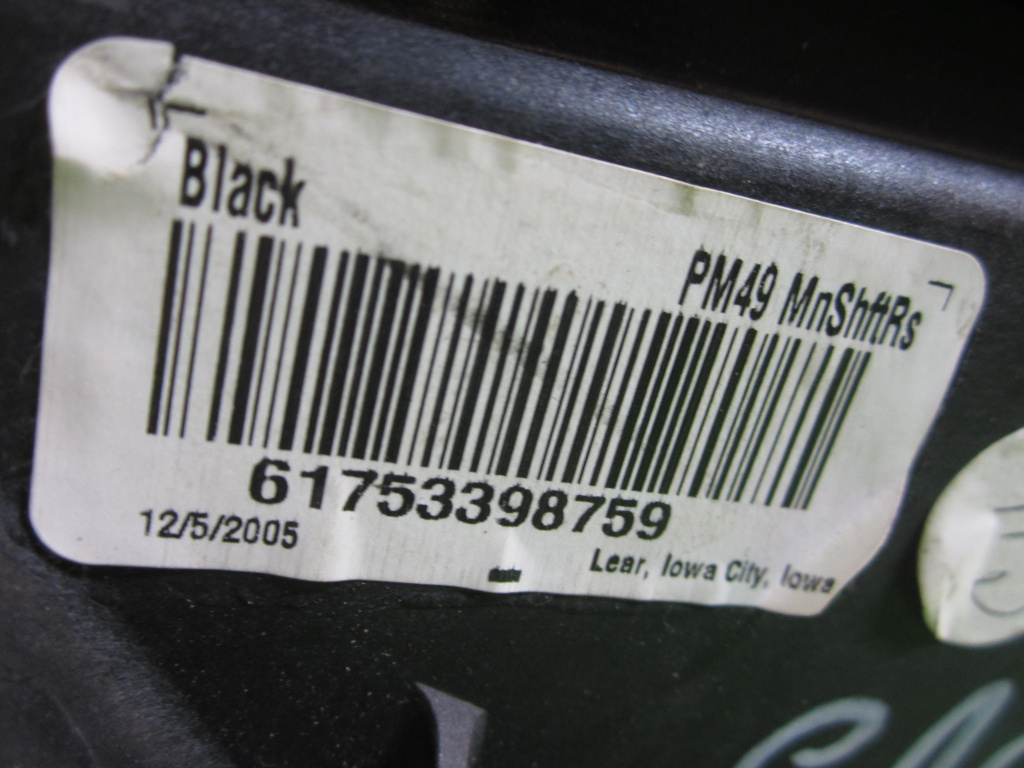 Black
PM49 MnShftRs
61753398759
12/5/2005
Lear, Iowa City, Iowa